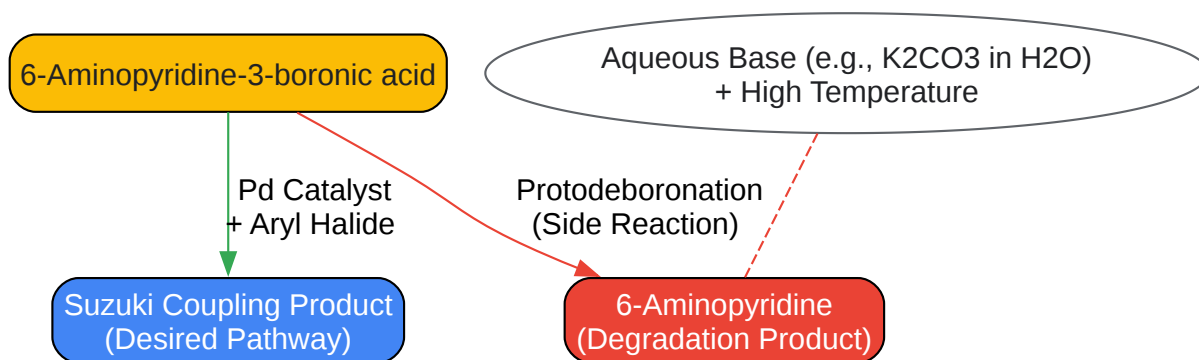 6-Aminopyridine-3-boronic acid
Aqueous Base (e.g., K2CO3 in H2O)
+ High Temperature
Pd Catalyst
+ Aryl Halide
Protodeboronation
(Side Reaction)
Suzuki Coupling Product
(Desired Pathway)
6-Aminopyridine
(Degradation Product)